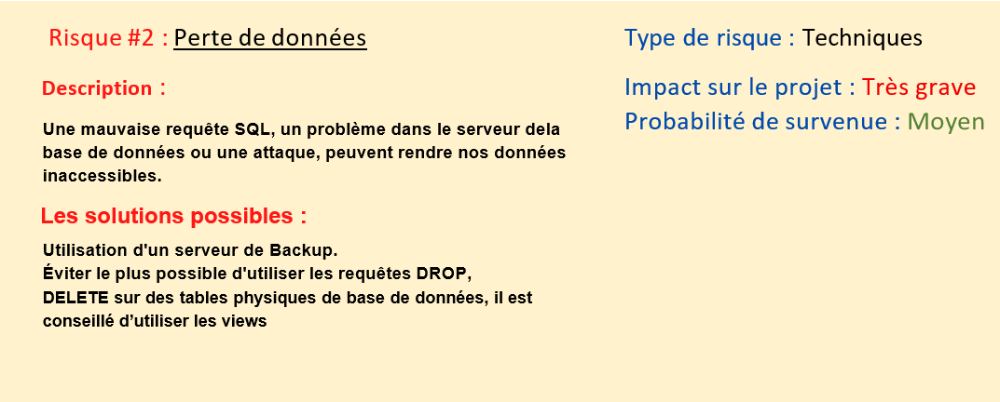 Risque #2 : Perte de données
Type de risque : Techniques
Description :
Impact sur le projet : Très grave
Probabilité de survenue : Moyen
Une mauvaise requête SQL, un problème dans le serveur dela
base de données ou une attaque, peuvent rendre nos données
inaccessibles.
Les solutions possibles :
Utilisation d'un serveur de Backup.
Éviter le plus possible d'utiliser les requêtes DROP,
DELETE sur des tables physiques de base de données, il est
conseillé d’utiliser les views